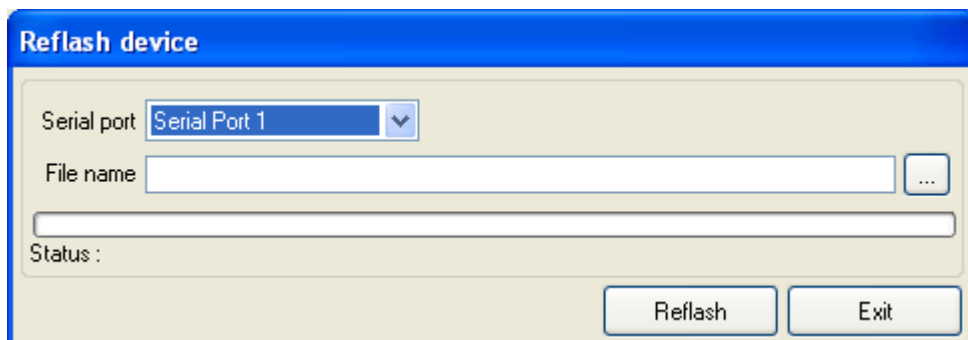 Reflash device
Serial port Serial Port 1
File name ...
Status :
Reflash Exit